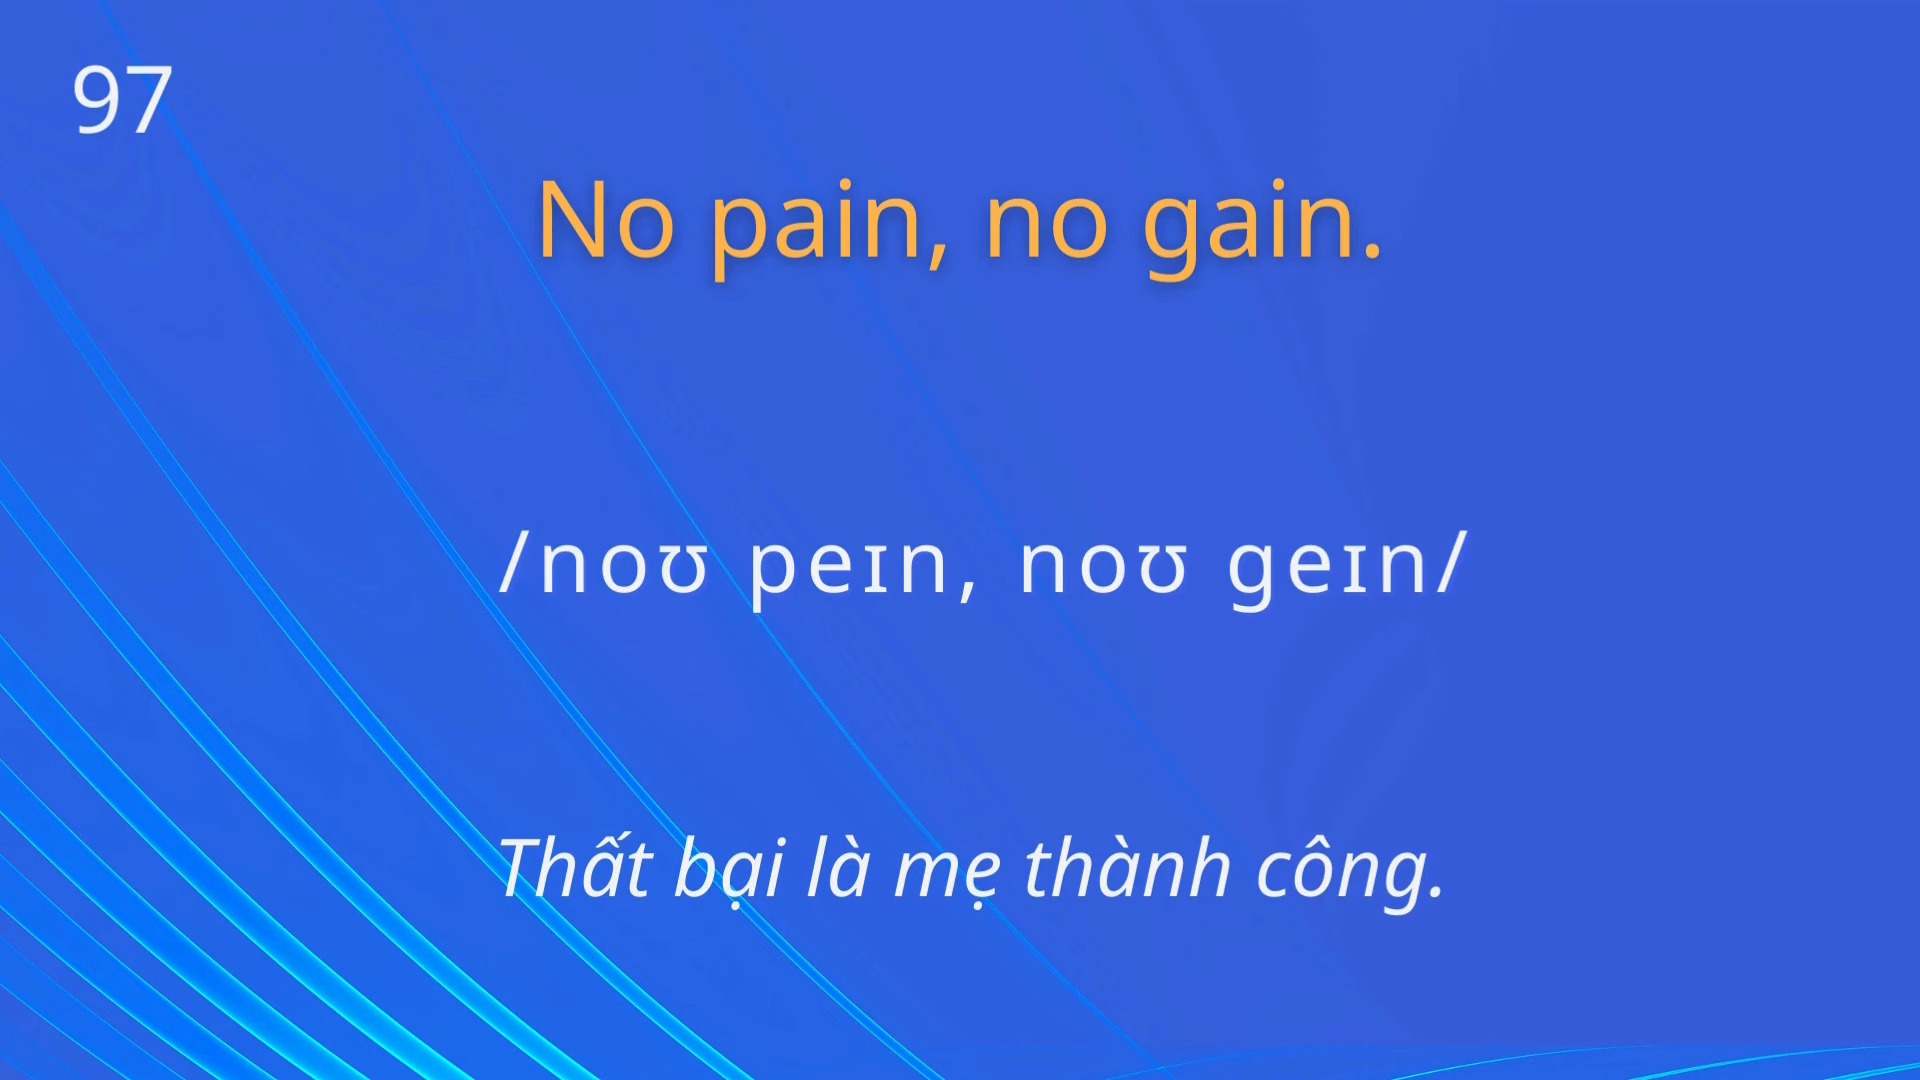 97
No pain, no gain.
/noʊ peɪn, noʊ geɪn/
Thất bại là mẹ thành công.